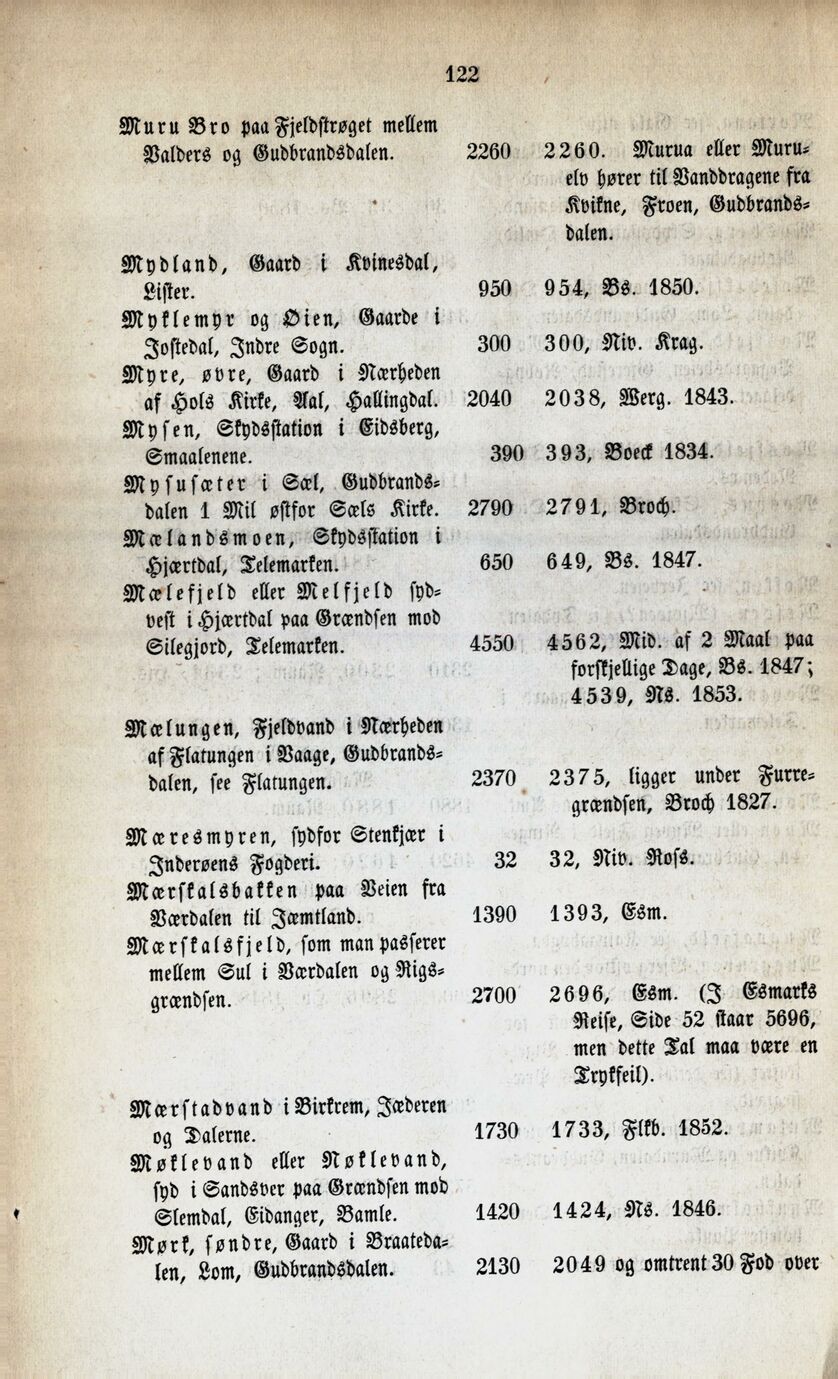 122
Muru Bro paa Fjeldstrøget mellem
Valders og Gudbrandsdalen. 2260 2260. Murua eller Muru-
elv hører til Vanddragene fra
Kvikne, Froen, Gudbrands-
dalen.
Mydland, Gaard i Kvinesdal,
Lister. 950 954, Bs. 1850.
Myklemyr og Øien, Gaarde i
Jostedal, Indre Sogn. 300 300, Niv. Krag.
Myre, øvre, Gaard i Nærheden
af Hols Kirke, Aal, Hallingdal. 2040 2038, Werg. 1843.
Mysen, Skydsstation i Eidsberg,
Smaalenene. 390 393, Boeck 1834.
Mysusæter i Sæl, Gudbrands-
dalen 1 Mil østfor Sæls Kirke. 2790 2791, Broch.
Mælandsmoen, Skydsstation i
Hjærtdal, Telemarken. 650 649, Bs. 1847.
Mælefjeld eller Melfjeld syd-
vest i Hjærtdal paa Grændsen mod
Silegjord, Telemarken. 4550 4562, Mid. af 2 Maal paa
forskjellige Dage, Bs. 1847;
4539, Ns. 1853.
Mælungen, Fjeldvand i Nærheden
af Flatungen i Vaage, Gudbrands-
dalen, see Flatungen. 2370 2375, ligger under Furre-
grændsen, Broch 1827.
Mæresmyren, sydfor Stenkjær i
Inderøens Fogderi. 32 32, Niv. Ross.
Mærskalsbakken paa Veien fra
Værdalen til Jæmtland. 1390 1393, Esm.
Mærskalsfjeld, som man passerer
mellem Sul i Værdalen og Rigs-
grændsen. 2700 2696, Esm. (I Esmarks
Reise, Side 52 staar 5696,
men dette Tal maa være en
Trykfeil).
Mærstadvand i Birkrem, Jæderen
og Dalerne. 1730 1733, Flkb. 1852.
Møklevand eller Nøklevand,
syd i Sandsver paa Grændsen mod
Slemdal, Eidanger, Bamle. 1420 1424, Ns. 1846.
Mørk, søndre, Gaard i Braateda-
len, Lom, Gudbrandsdalen. 2130 2049 og omtrent 30 Fod over